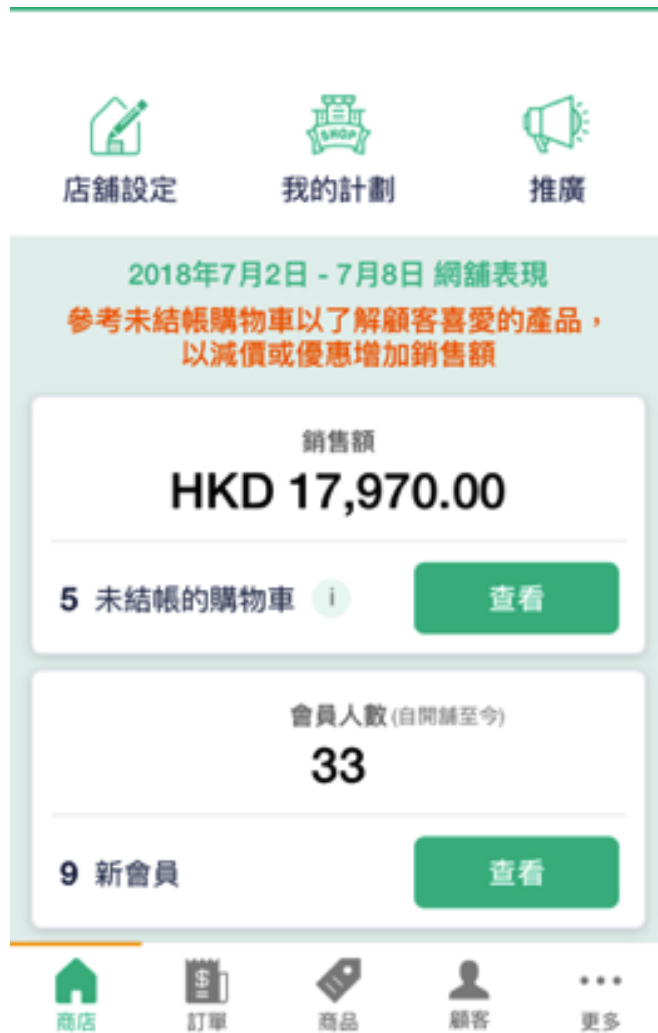 SHOP
店舖設定
我的計劃
推廣
2018年7月2日 - 7月8日 網舖表現
參考未結帳購物車以了解顧客喜愛的產品，
以減價或優惠增加銷售額
銷售額
HKD 17,970.00
5 未結帳的購物車 i
查看
會員人數 (自開舖至今)
33
9 新會員
查看
$
商店
訂單
商品
顧客
更多